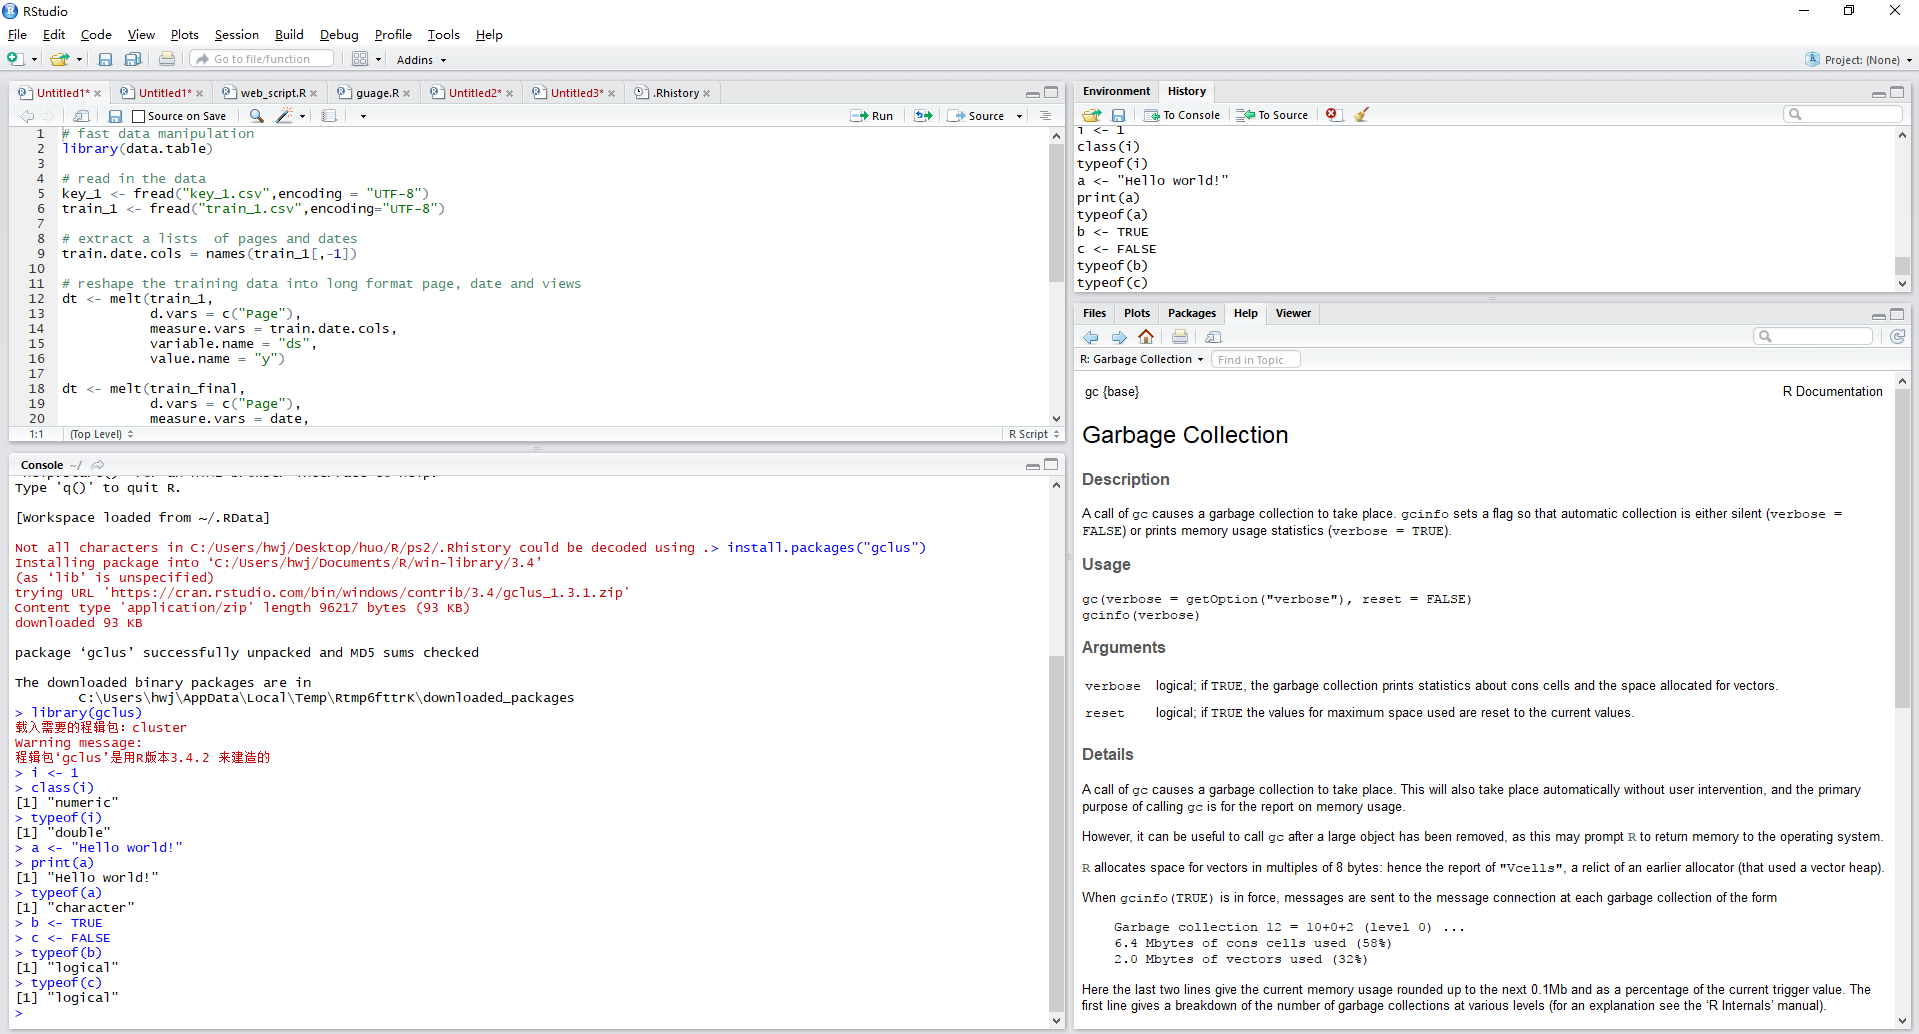 RStudio
File Edit Code View Plots Session Build Debug Profile Tools Help
Go to file/function Addins Project: (None)
Untitled1* Untitled1* web_script.R guage.R Untitled2* Untitled3* .Rhistory
Source on Save Run Source
1 # fast data manipulation
2 library(data.table)
3
4 # read in the data
5 key_1 <- fread("key_1.csv",encoding = "UTF-8")
6 train_1 <- fread("train_1.csv",encoding="UTF-8")
7
8 # extract a lists  of pages and dates
9 train.date.cols = names(train_1[,-1])
10
11 # reshape the training data into long format page, date and views
12 dt <- melt(train_1,
13            d.vars = c("Page"),
14            measure.vars = train.date.cols,
15            variable.name = "ds",
16            value.name = "y")
17
18 dt <- melt(train_final,
19            d.vars = c("Page"),
20            measure.vars = date,
1:1 (Top Level) R Script
Console ~/
Type 'q()' to quit R.
[Workspace loaded from ~/.RData]
Not all characters in C:/Users/hwj/Desktop/huo/R/ps2/.Rhistory could be decoded using .> install.packages("gclus")
Installing package into ‘C:/Users/hwj/Documents/R/win-library/3.4’
(as ‘lib’ is unspecified)
trying URL 'https://cran.rstudio.com/bin/windows/contrib/3.4/gclus_1.3.1.zip'
Content type 'application/zip' length 96217 bytes (93 KB)
downloaded 93 KB
package ‘gclus’ successfully unpacked and MD5 sums checked
The downloaded binary packages are in
        C:\Users\hwj\AppData\Local\Temp\Rtmp6fttrK\downloaded_packages
> library(gclus)
载入需要的程辑包：cluster
Warning message:
程辑包‘gclus’是用R版本3.4.2 来建造的
> i <- 1
> class(i)
[1] "numeric"
> typeof(i)
[1] "double"
> a <- "Hello world!"
> print(a)
[1] "Hello world!"
> typeof(a)
[1] "character"
> b <- TRUE
> c <- FALSE
> typeof(b)
[1] "logical"
> typeof(c)
[1] "logical"
>
Environment History
To Console To Source
i <- 1
class(i)
typeof(i)
a <- "Hello world!"
print(a)
typeof(a)
b <- TRUE
c <- FALSE
typeof(b)
typeof(c)
Files Plots Packages Help Viewer
R: Garbage Collection Find in Topic
gc {base} R Documentation
Garbage Collection
Description
A call of gc causes a garbage collection to take place. gcinfo sets a flag so that automatic collection is either silent (verbose =
FALSE) or prints memory usage statistics (verbose = TRUE).
Usage
gc(verbose = getOption("verbose"), reset = FALSE)
gcinfo(verbose)
Arguments
verbose logical; if TRUE, the garbage collection prints statistics about cons cells and the space allocated for vectors.
reset logical; if TRUE the values for maximum space used are reset to the current values.
Details
A call of gc causes a garbage collection to take place. This will also take place automatically without user intervention, and the primary
purpose of calling gc is for the report on memory usage.
However, it can be useful to call gc after a large object has been removed, as this may prompt R to return memory to the operating system.
R allocates space for vectors in multiples of 8 bytes: hence the report of "Vcells", a relict of an earlier allocator (that used a vector heap).
When gcinfo(TRUE) is in force, messages are sent to the message connection at each garbage collection of the form
Garbage collection 12 = 10+0+2 (level 0) ...
6.4 Mbytes of cons cells used (58%)
2.0 Mbytes of vectors used (32%)
Here the last two lines give the current memory usage rounded up to the next 0.1Mb and as a percentage of the current trigger value. The
first line gives a breakdown of the number of garbage collections at various levels (for an explanation see the ‘R Internals’ manual).